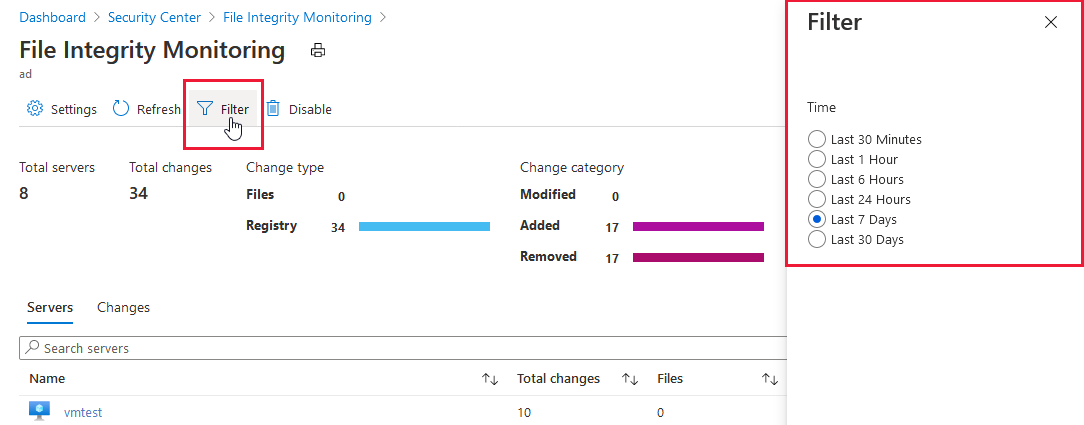 Dashboard > Security Center > File Integrity Monitoring >
File Integrity Monitoring
ad
Settings Refresh Filter Disable
Total servers Total changes Change type Change category
8 34 Files 0 Modified 0
Registry 34 Added 17
Removed 17
Servers Changes
Search servers
Name Total changes Files
vmtest 10 0
Filter
Time
Last 30 Minutes
Last 1 Hour
Last 6 Hours
Last 24 Hours
Last 7 Days
Last 30 Days